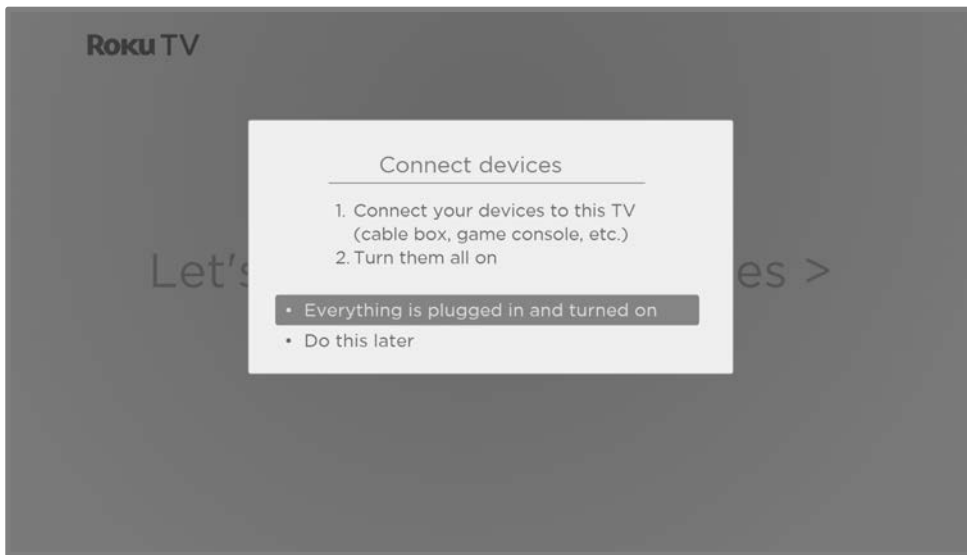 Roku TV
Connect devices
1. Connect your devices to this TV
(cable box, game console, etc.)
2. Turn them all on
Let's
es >
• Everything is plugged in and turned on
• Do this later